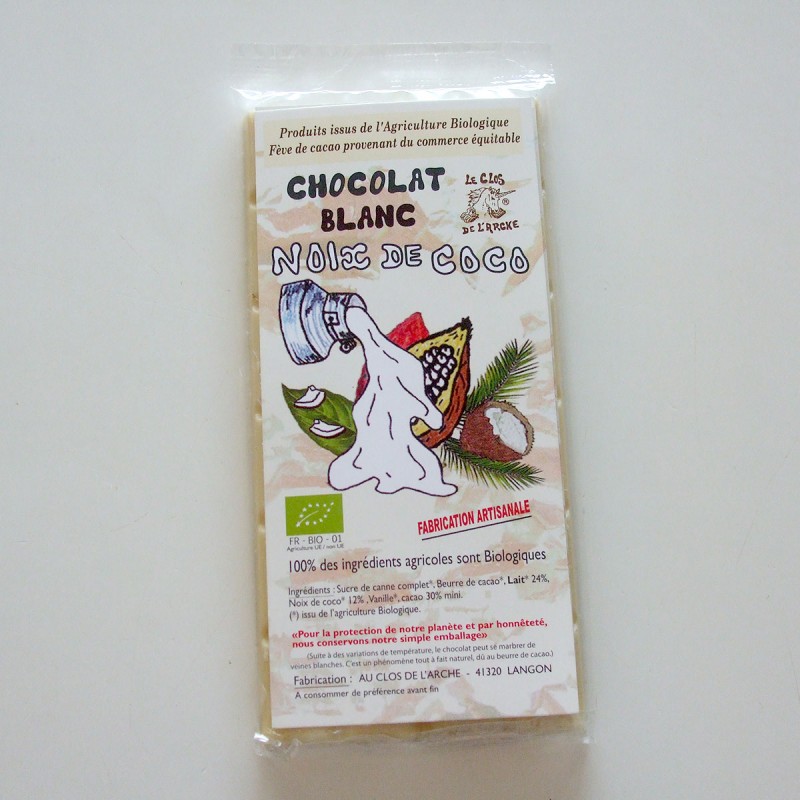 Produits issus de l'Agriculture Biologique
Fève de cacao provenant du commerce équitable
CHOCOLAT
BLANC
LE CLOS
®
DE L'ARCHE
NOIX DE COCO
FR - BIO - 01
Agriculture UE / non UE
FABRICATION ARTISANALE
100% des ingrédients agricoles sont Biologiques
Ingrédients : Sucre de canne complet*, Beurre de cacao*, Lait* 24%,
Noix de coco* 12% ,Vanille*, cacao 30% mini.
(*) issu de l'agriculture Biologique.
«Pour la protection de notre planète et par honnêteté,
nous conservons notre simple emballage»
(Suite à des variations de température, le chocolat peut sé marbrer de
veines blanches. C'est un phénomène tout à fait naturel, dû au beurre de cacao.)
Fabrication : AU CLOS DE L'ARCHE - 41320 LANGON
A consommer de préférence avant fin